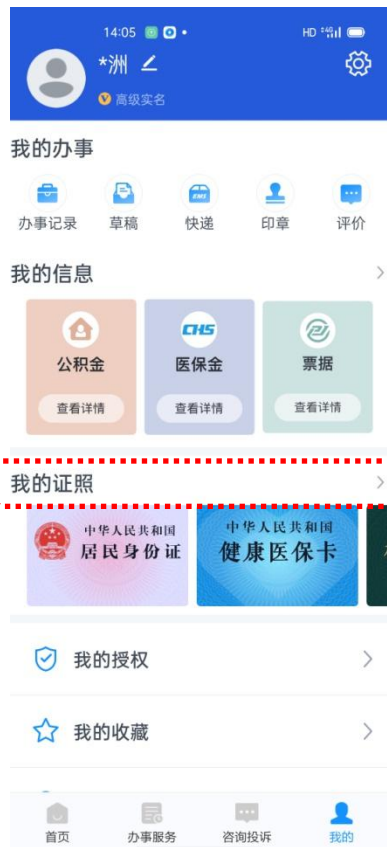 14:05 HD
*洲
高级实名
我的办事
办事记录 草稿 快递 印章 评价
EMS
我的信息
CHS
公积金 医保金 票据
查看详情 查看详情 查看详情
我的证照
中华人民共和国 中华人民共和国
居民身份证 健康医保卡
我的授权
我的收藏
首页 办事服务 咨询投诉 我的